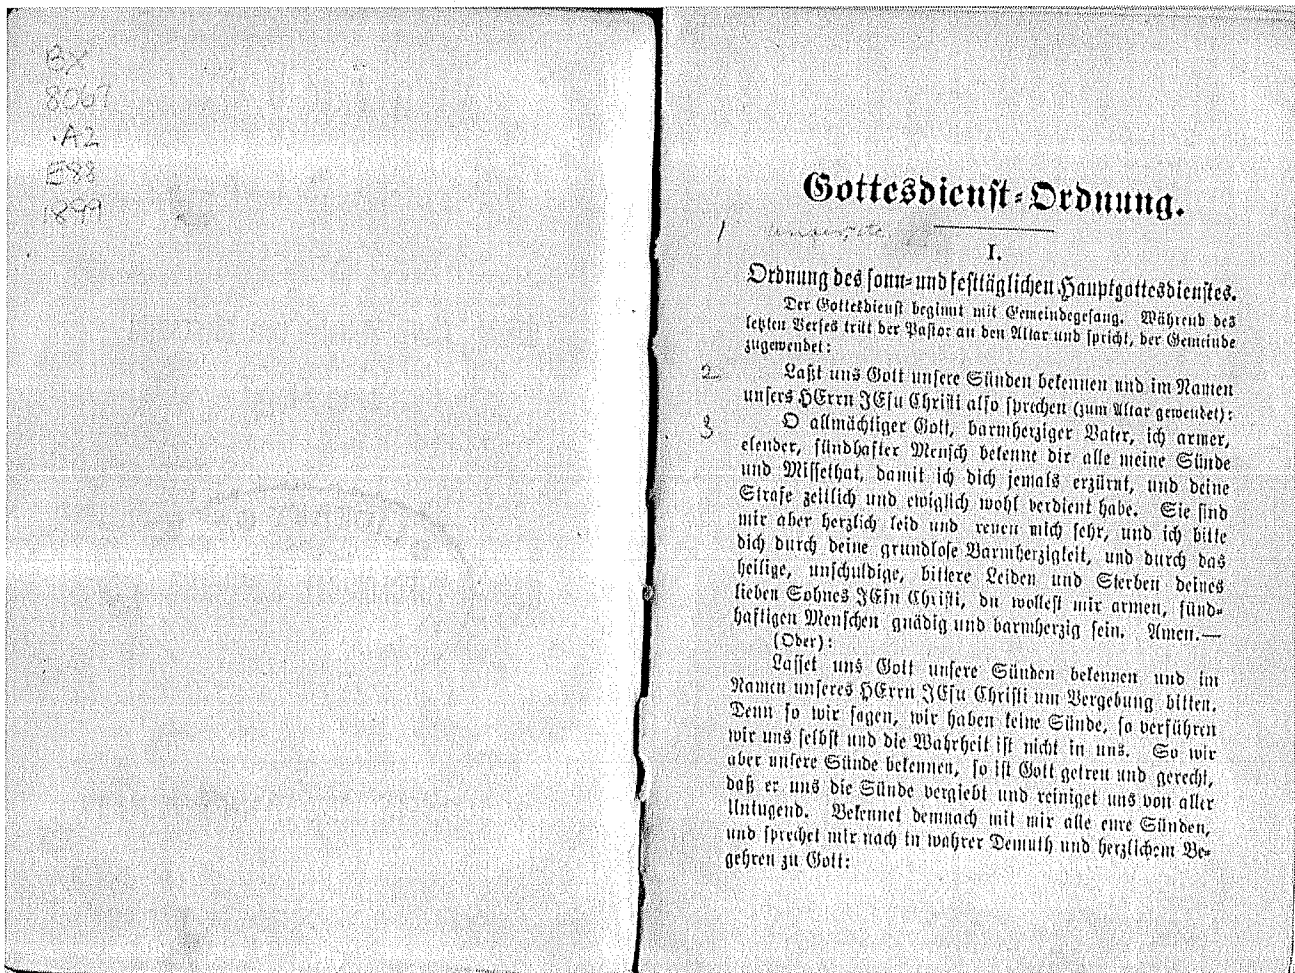 BX
8067
.A2
E88
1899
Gottesdienst-Ordnung.
1
I.
Ordnung des sonn- und festtäglichen Hauptgottesdienstes.
Der Gottesdienst beginnt mit Gemeindegesang. Während des
letzten Verses tritt der Pastor an den Altar und spricht, der Gemeinde
zugewendet:
2
Laßt uns Gott unsere Sünden bekennen und im Namen
unsers HErrn JEsu Christi also sprechen (zum Altar gewendet):
3
O allmächtiger Gott, barmherziger Vater, ich armer,
elender, sündhafter Mensch bekenne dir alle meine Sünde
und Missethat, damit ich dich jemals erzürnt, und deine
Strafe zeitlich und ewiglich wohl verdient habe. Sie sind
mir aber herzlich leid und reuen mich sehr, und ich bitte
dich durch deine grundlose Barmherzigkeit, und durch das
heilige, unschuldige, bittere Leiden und Sterben deines
lieben Sohnes JEsu Christi, du wollest mir armen, sünd-
haftigen Menschen gnädig und barmherzig sein. Amen.—
(Oder):
Lasset uns Gott unsere Sünden bekennen und im
Namen unseres HErrn JEsu Christi um Vergebung bitten.
Denn so wir sagen, wir haben keine Sünde, so verführen
wir uns selbst und die Wahrheit ist nicht in uns. So wir
aber unsere Sünde bekennen, so ist Gott getreu und gerecht,
daß er uns die Sünde vergiebt und reiniget uns von aller
Untugend. Bekennet demnach mit mir alle eure Sünden,
und sprechet mir nach in wahrer Demuth und herzlichem Be-
gehren zu Gott: